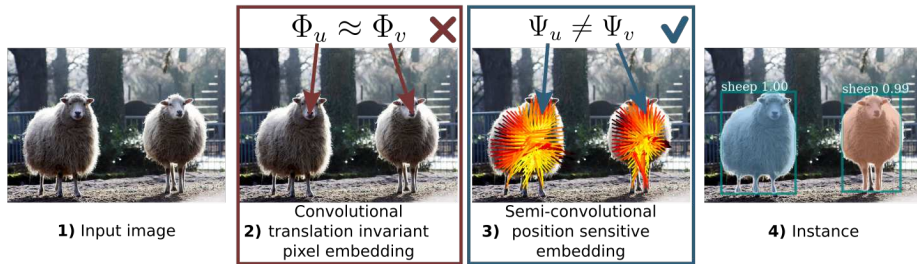 Φ_u ≈ Φ_v ✗
Ψ_u ≠ Ψ_v ✓
sheep 1.00
sheep 0.99
1) Input image
Convolutional
2) translation invariant
pixel embedding
Semi-convolutional
3) position sensitive
embedding
4) Instance